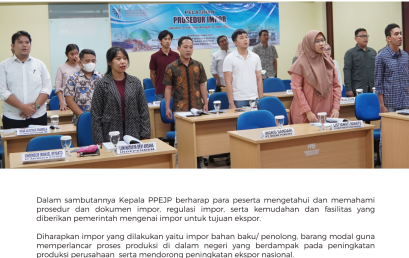 PELATIHAN
PROSEDUR IMPOR
Dalam sambutannya Kepala PPEJP berharap para peserta mengetahui dan memahami
prosedur dan dokumen impor, regulasi impor, serta kemudahan dan fasilitas yang
diberikan pemerintah mengenai impor untuk tujuan ekspor.
Diharapkan impor yang dilakukan yaitu impor bahan baku/ penolong, barang modal guna
memperlancar proses produksi di dalam negeri yang berdampak pada peningkatan
produksi perusahaan serta mendorong peningkatan ekspor nasional.